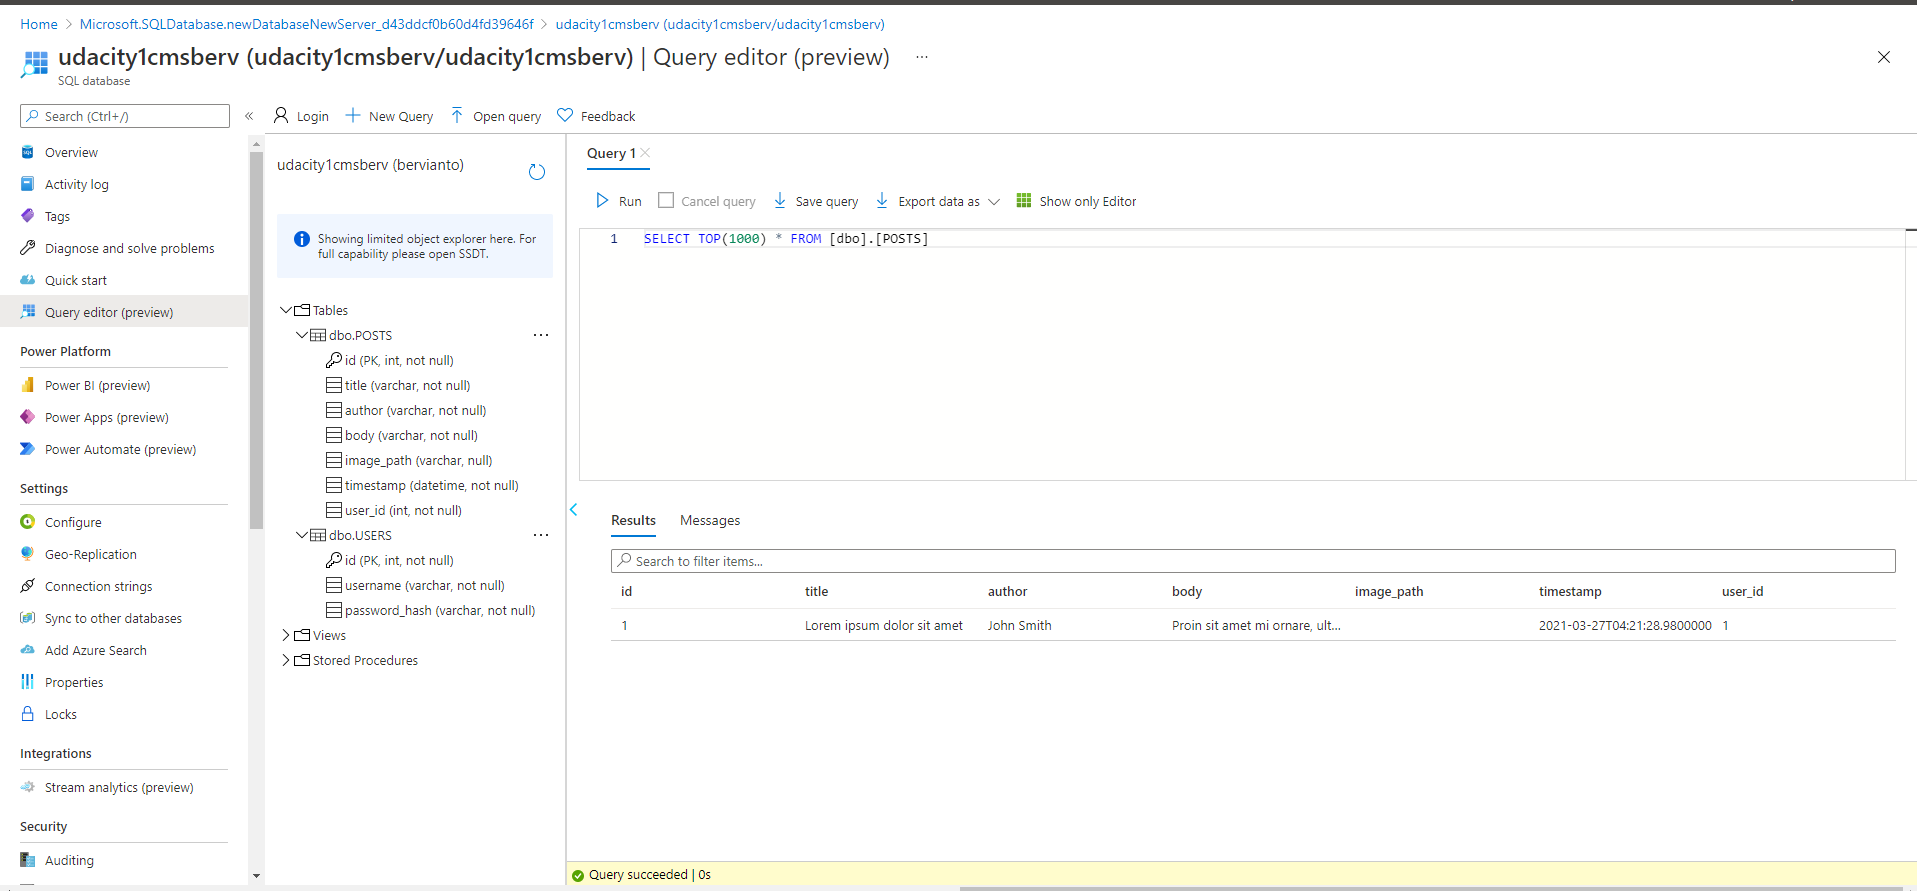 Home > Microsoft.SQLDatabase.newDatabaseNewServer_d43ddcf0b60d4fd39646f > udacity1cmsberv (udacity1cmsberv/udacity1cmsberv)
udacity1cmsberv (udacity1cmsberv/udacity1cmsberv) | Query editor (preview) ...
SQL database
Search (Ctrl+/)
«
Overview
Activity log
Tags
Diagnose and solve problems
Quick start
Query editor (preview)
Power Platform
Power BI (preview)
Power Apps (preview)
Power Automate (preview)
Settings
Configure
Geo-Replication
Connection strings
Sync to other databases
Add Azure Search
Properties
Locks
Integrations
Stream analytics (preview)
Security
Auditing
Login New Query Open query Feedback
udacity1cmsberv (bervianto)
Showing limited object explorer here. For
full capability please open SSDT.
Tables
dbo.POSTS ...
id (PK, int, not null)
title (varchar, not null)
author (varchar, not null)
body (varchar, not null)
image_path (varchar, null)
timestamp (datetime, not null)
user_id (int, not null)
dbo.USERS ...
id (PK, int, not null)
username (varchar, not null)
password_hash (varchar, not null)
Views
Stored Procedures
Query 1
Run Cancel query Save query Export data as Show only Editor
1 SELECT TOP(1000) * FROM [dbo].[POSTS]
Results Messages
Search to filter items...
id title author body image_path timestamp user_id
1 Lorem ipsum dolor sit amet John Smith Proin sit amet mi ornare, ult... 2021-03-27T04:21:28.9800000 1
Query succeeded | 0s